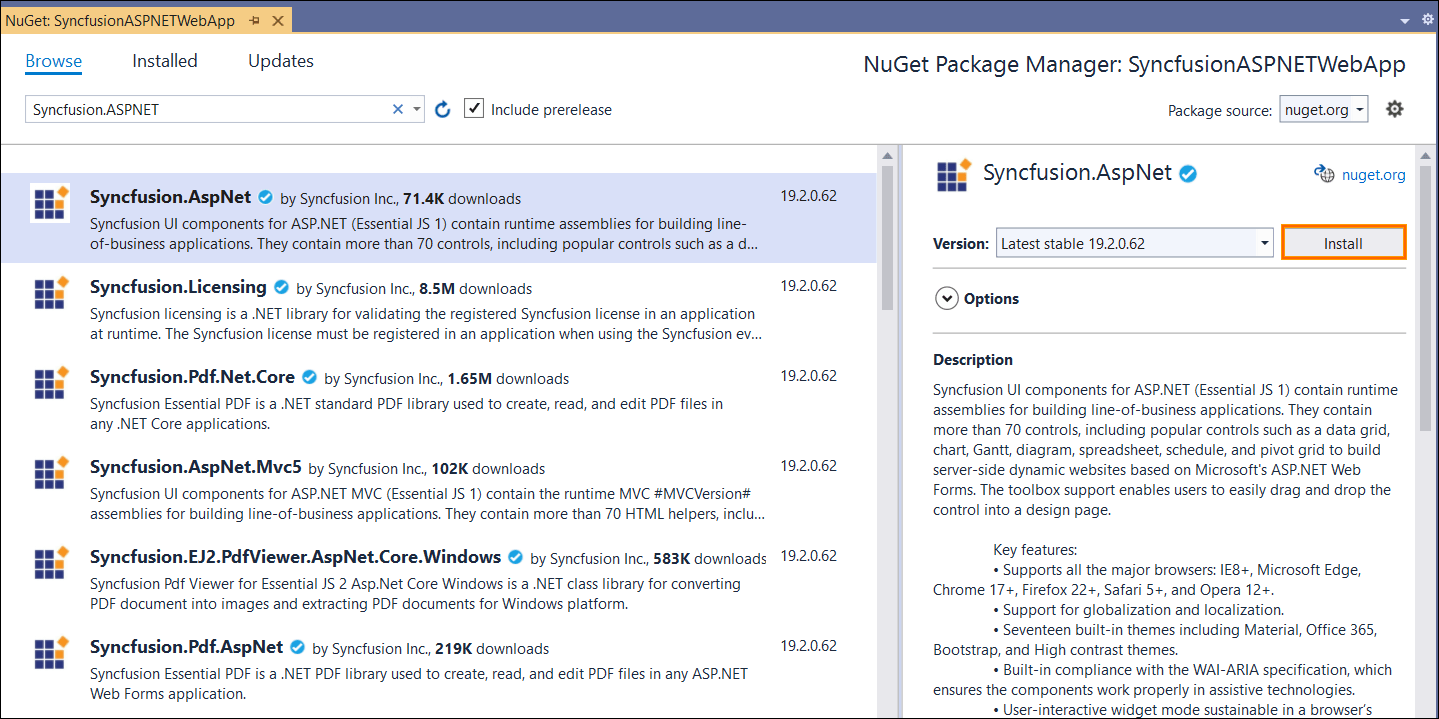 NuGet: SyncfusionASPNETWebApp
Browse Installed Updates
NuGet Package Manager: SyncfusionASPNETWebApp
Syncfusion.ASPNET
Include prerelease
Package source: nuget.org
Syncfusion.AspNet by Syncfusion Inc., 71.4K downloads 19.2.0.62
Syncfusion UI components for ASP.NET (Essential JS 1) contain runtime assemblies for building line-
of-business applications. They contain more than 70 controls, including popular controls such as a d...
Syncfusion.Licensing by Syncfusion Inc., 8.5M downloads 19.2.0.62
Syncfusion licensing is a .NET library for validating the registered Syncfusion license in an application
at runtime. The Syncfusion license must be registered in an application when using the Syncfusion ev...
Syncfusion.Pdf.Net.Core by Syncfusion Inc., 1.65M downloads 19.2.0.62
Syncfusion Essential PDF is a .NET standard PDF library used to create, read, and edit PDF files in
any .NET Core applications.
Syncfusion.AspNet.Mvc5 by Syncfusion Inc., 102K downloads 19.2.0.62
Syncfusion UI components for ASP.NET MVC (Essential JS 1) contain the runtime MVC #MVCVersion#
assemblies for building line-of-business applications. They contain more than 70 HTML helpers, inclu...
Syncfusion.EJ2.PdfViewer.AspNet.Core.Windows by Syncfusion Inc., 583K downloads 19.2.0.62
Syncfusion Pdf Viewer for Essential JS 2 Asp.Net Core Windows is a .NET class library for converting
PDF document into images and extracting PDF documents for Windows platform.
Syncfusion.Pdf.AspNet by Syncfusion Inc., 219K downloads 19.2.0.62
Syncfusion Essential PDF is a .NET PDF library used to create, read, and edit PDF files in any ASP.NET
Web Forms application.
Syncfusion.AspNet nuget.org
Version: Latest stable 19.2.0.62 Install
Options
Description
Syncfusion UI components for ASP.NET (Essential JS 1) contain runtime
assemblies for building line-of-business applications. They contain
more than 70 controls, including popular controls such as a data grid,
chart, Gantt, diagram, spreadsheet, schedule, and pivot grid to build
server-side dynamic websites based on Microsoft's ASP.NET Web
Forms. The toolbox support enables users to easily drag and drop the
control into a design page.
Key features:
• Supports all the major browsers: IE8+, Microsoft Edge,
Chrome 17+, Firefox 22+, Safari 5+, and Opera 12+.
• Support for globalization and localization.
• Seventeen built-in themes including Material, Office 365,
Bootstrap, and High contrast themes.
• Built-in compliance with the WAI-ARIA specification, which
ensures the components work properly in assistive technologies.
• User-interactive widget mode sustainable in a browser's